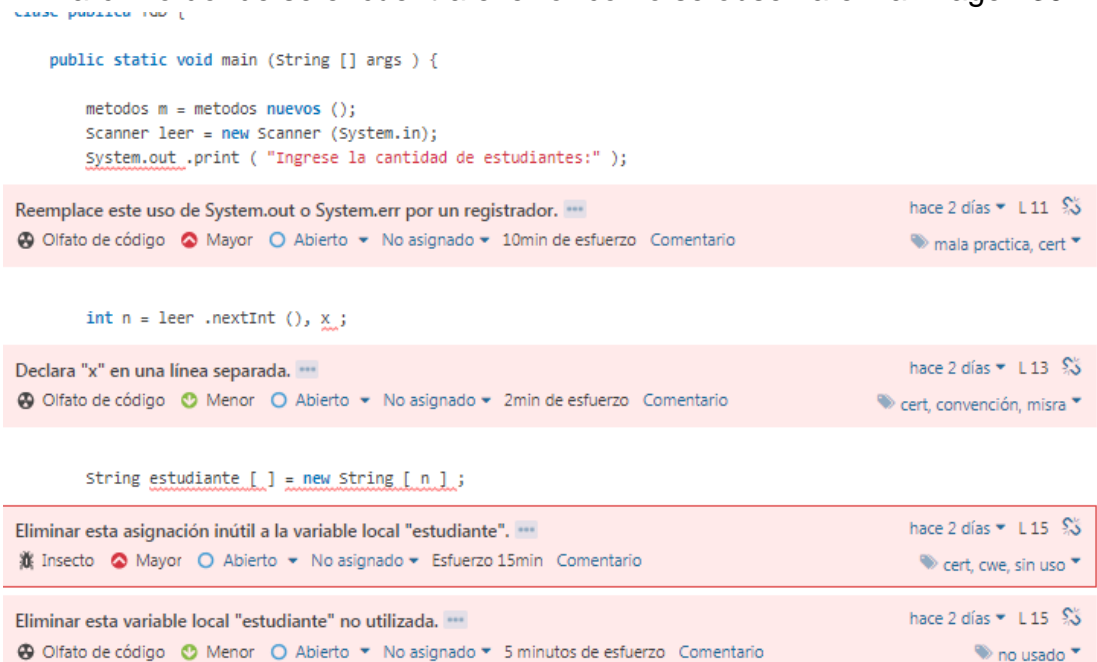 clase publica TGD {
public static void main (String [] args ) {
metodos m = metodos nuevos ();
Scanner leer = new Scanner (System.in);
System.out .print ( "Ingrese la cantidad de estudiantes:" );
Reemplace este uso de System.out o System.err por un registrador. ••• hace 2 días L 11
Olfato de código Mayor Abierto No asignado 10min de esfuerzo Comentario mala practica, cert
int n = leer .nextInt (), x ;
Declara "x" en una línea separada. ••• hace 2 días L 13
Olfato de código Menor Abierto No asignado 2min de esfuerzo Comentario cert, convención, misra
String estudiante [ ] = new String [ n ] ;
Eliminar esta asignación inútil a la variable local "estudiante". ••• hace 2 días L 15
Insecto Mayor Abierto No asignado Esfuerzo 15min Comentario cert, cwe, sin uso
Eliminar esta variable local "estudiante" no utilizada. ••• hace 2 días L 15
Olfato de código Menor Abierto No asignado 5 minutos de esfuerzo Comentario no usado